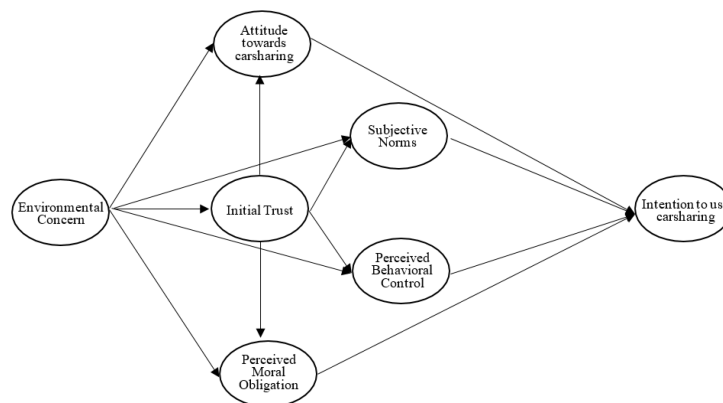 Attitude
towards
carsharing
Subjective
Norms
Environmental
Concern
Initial Trust
Intention to us
carsharing
Perceived
Behavioral
Control
Perceived
Moral
Obligation